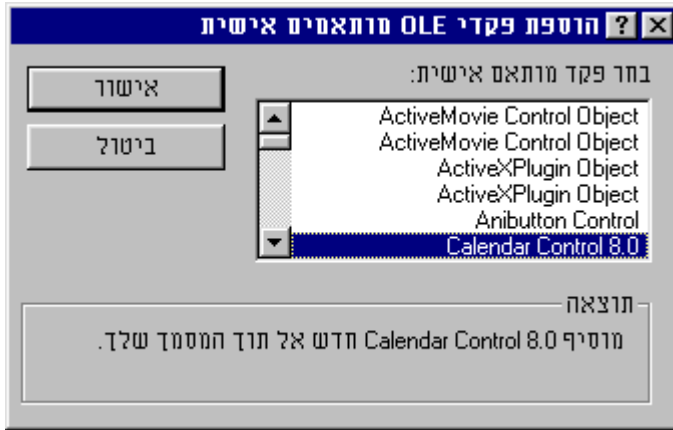 הוספת פקדי OLE מותאמים אישית
בחר פקד מותאם אישית:
ActiveMovie Control Object
ActiveMovie Control Object
ActiveXPlugin Object
ActiveXPlugin Object
Anibutton Control
Calendar Control 8.0
אישור
ביטול
תוצאה
מוסיף Calendar Control 8.0 חדש אל תוך המסמך שלך.